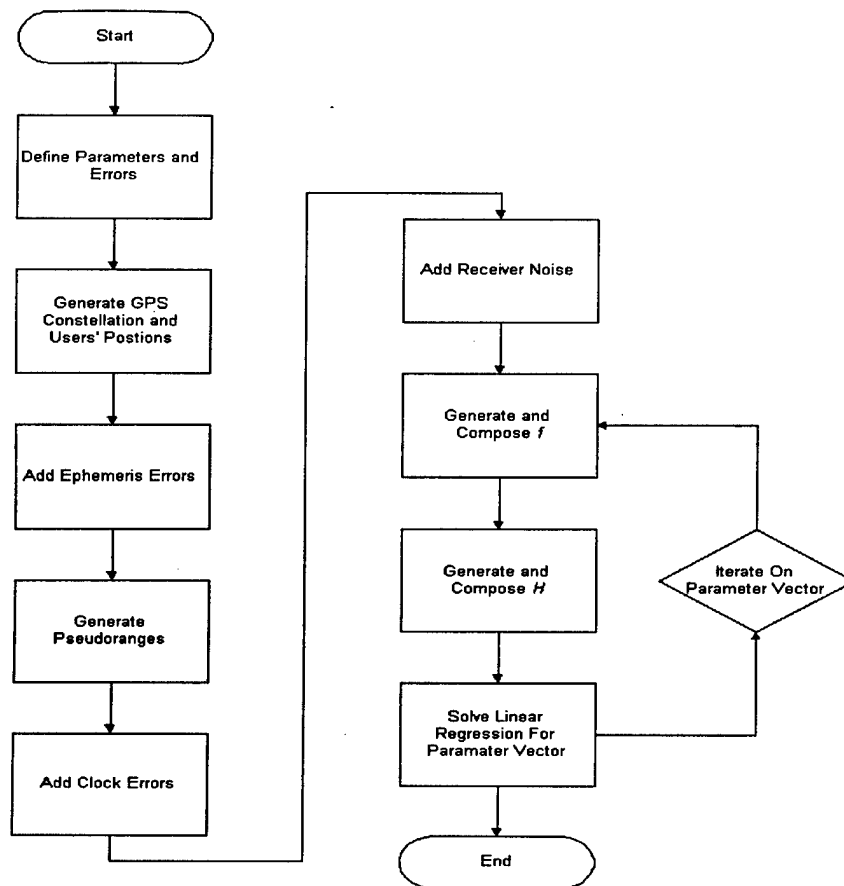 Start
Define Parameters and
Errors
Generate GPS
Constellation and
Users' Postions
Add Ephemeris Errors
Generate
Pseudoranges
Add Clock Errors
Add Receiver Noise
Generate and
Compose f
Generate and
Compose H
Iterate On
Parameter Vector
Solve Linear
Regression For
Paramater Vector
End